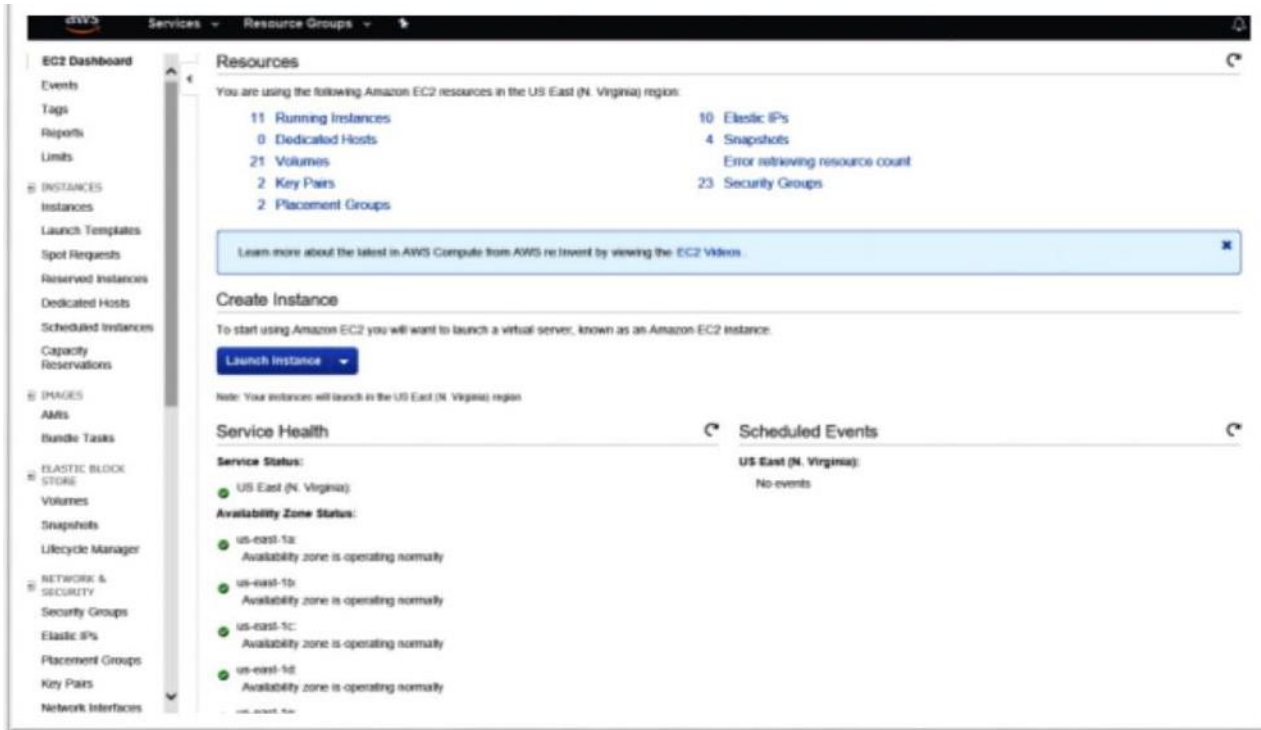 aws Services Resource Groups
EC2 Dashboard
Events
Tags
Reports
Limits
INSTANCES
Instances
Launch Templates
Spot Requests
Reserved Instances
Dedicated Hosts
Scheduled Instances
Capacity
Reservations
IMAGES
AMIs
Bundle Tasks
ELASTIC BLOCK
STORE
Volumes
Snapshots
Lifecycle Manager
NETWORK &
SECURITY
Security Groups
Elastic IPs
Placement Groups
Key Pairs
Network Interfaces
Resources
You are using the following Amazon EC2 resources in the US East (N. Virginia) region:
11 Running Instances
0 Dedicated Hosts
21 Volumes
2 Key Pairs
2 Placement Groups
10 Elastic IPs
4 Snapshots
Error retrieving resource count
23 Security Groups
Learn more about the latest in AWS Compute from AWS re:Invent by viewing the EC2 Videos.
Create Instance
To start using Amazon EC2 you will want to launch a virtual server, known as an Amazon EC2 instance.
Launch Instance
Note: Your instances will launch in the US East (N. Virginia) region
Service Health
Service Status:
US East (N. Virginia):
Availability Zone Status:
us-east-1a:
Availability zone is operating normally
us-east-1b:
Availability zone is operating normally
us-east-1c:
Availability zone is operating normally
us-east-1d:
Availability zone is operating normally
Scheduled Events
US East (N. Virginia):
No events